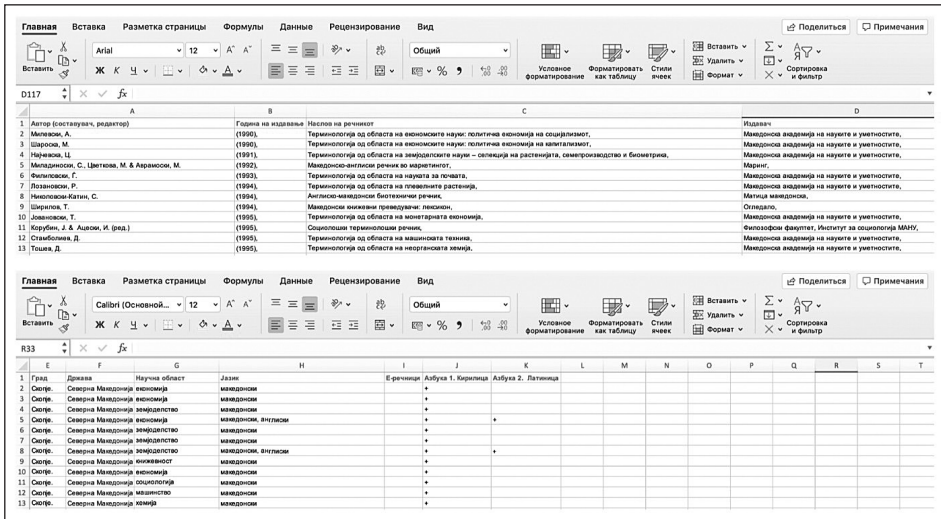 Главная Вставка Разметка страницы Формулы Данные Рецензирование Вид Поделиться Примечания
Вставить Arial 12 A^ A˅ Общий Условное форматирование Форматировать как таблицу Стили ячеек Вставить Удалить Формат Сортировка и фильтр
Ж К Ч A % 000
D117 fx
A B C D
1 Автор (составувач, редактор) Година на издавање Наслов на речникот Издавач
2 Милевски, А. (1990), Терминологија од областа на економските науки: политичка економија на социјализмот, Македонска академија на науките и уметностите,
3 Шароска, М. (1990), Терминологија од областа на економските науки: политичка економија на капитализмот, Македонска академија на науките и уметностите,
4 Најчевска, Ц. (1991), Терминологија од областа на земјоделските науки – селекција на растенијата, семепроизводство и биометрика, Македонска академија на науките и уметностите,
5 Миладиноски, С., Цветкова, М. & Аврамоски, М. (1992), Македонско-англиски речник во маркетингот, Маринг,
6 Филиповски, Ѓ. (1993), Терминологија од областа на науката за почвата, Македонска академија на науките и уметностите,
7 Лозановски, Р. (1994), Терминологија од областа на плевелните растенија, Македонска академија на науките и уметностите,
8 Николовски-Катин, С. (1994), Англиско-македонски биотехнички речник, Матица македонска,
9 Ширилов, Т. (1994), Македонски книжевни преведувачи: лексикон, Огледало,
10 Јовановски, Т. (1995), Терминологија од областа на монетарната економија, Македонска академија на науките и уметностите,
11 Корубин, Ј. & Ацески, И. (ред.) (1995), Социолошки терминолошки речник, Филозофски факултет, Институт за социологија МАНУ,
12 Стамболиев, Д. (1995), Терминологија од областа на машинската техника, Македонска академија на науките и уметностите,
13 Тошев, Д. (1995), Терминологија од областа на неорганската хемија, Македонска академија на науките и уметностите,
Главная Вставка Разметка страницы Формулы Данные Рецензирование Вид Поделиться Примечания
Вставить Calibri (Основной... 12 A^ A˅ Общий Условное форматирование Форматировать как таблицу Стили ячеек Вставить Удалить Формат Сортировка и фильтр
Ж К Ч A % 000
R33 fx
E F G H I J K L M N O P Q R S T
1 Град Држава Научна област Јазик Е-речници Азбука 1. Кирилица Азбука 2. Латиница
2 Скопје. Северна Македонија економија македонски +
3 Скопје. Северна Македонија економија македонски +
4 Скопје. Северна Македонија земјоделство македонски +
5 Скопје. Северна Македонија економија македонски, англиски + +
6 Скопје. Северна Македонија земјоделство македонски +
7 Скопје. Северна Македонија земјоделство македонски +
8 Скопје. Северна Македонија земјоделство македонски, англиски + +
9 Скопје. Северна Македонија книжевност македонски +
10 Скопје. Северна Македонија економија македонски +
11 Скопје. Северна Македонија социологија македонски +
12 Скопје. Северна Македонија машинство македонски +
13 Скопје. Северна Македонија хемија македонски +